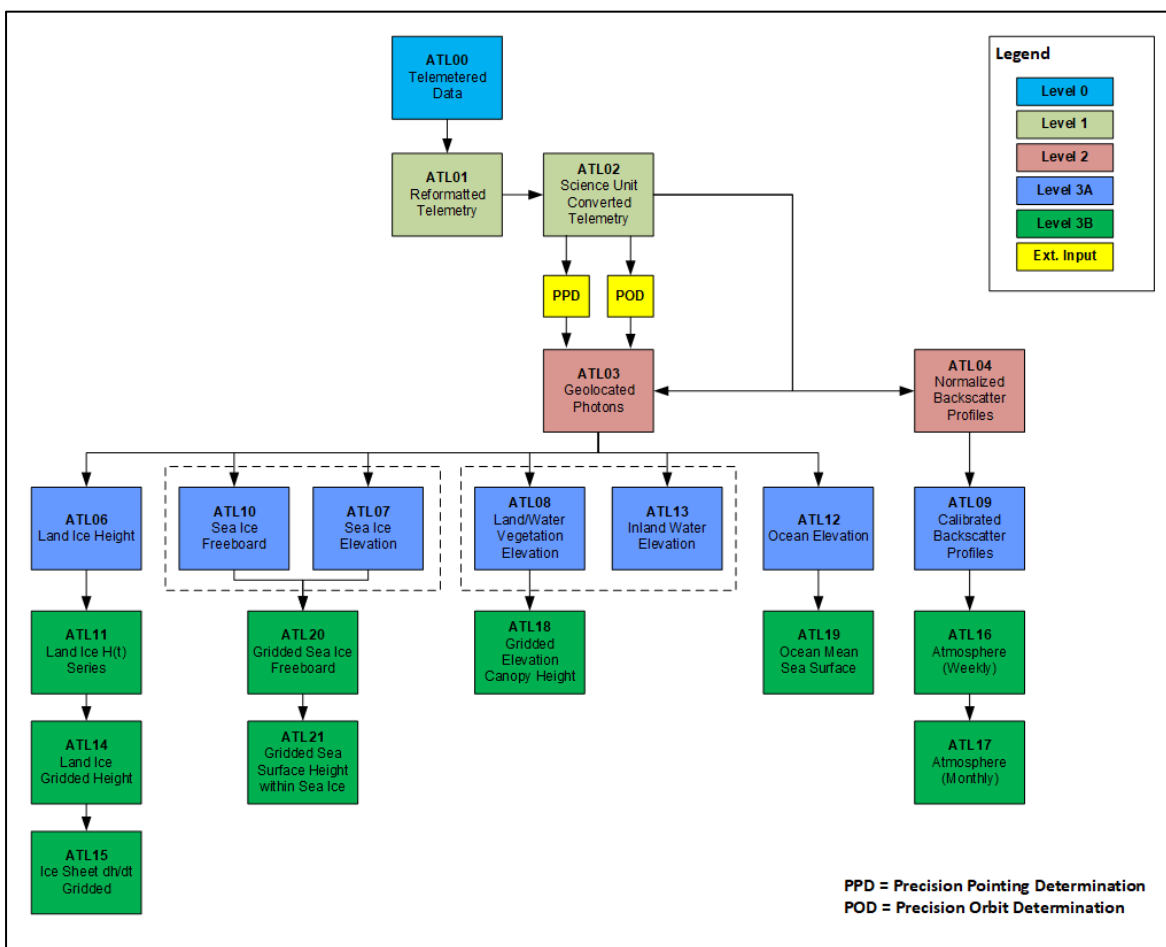 Legend
Level 0
Level 1
Level 2
Level 3A
Level 3B
Ext. Input
ATL00
Telemetered
Data
ATL01
Reformatted
Telemetry
ATL02
Science Unit
Converted
Telemetry
PPD
POD
ATL03
Geolocated
Photons
ATL04
Normalized
Backscatter
Profiles
ATL06
Land Ice Height
ATL10
Sea Ice
Freeboard
ATL07
Sea Ice
Elevation
ATL08
Land/Water
Vegetation
Elevation
ATL13
Inland Water
Elevation
ATL12
Ocean Elevation
ATL09
Calibrated
Backscatter
Profiles
ATL11
Land Ice H(t)
Series
ATL20
Gridded Sea Ice
Freeboard
ATL18
Gridded
Elevation
Canopy Height
ATL19
Ocean Mean
Sea Surface
ATL16
Atmosphere
(Weekly)
ATL14
Land Ice
Gridded Height
ATL21
Gridded Sea
Surface Height
within Sea Ice
ATL17
Atmosphere
(Monthly)
ATL15
Ice Sheet dh/dt
Gridded
PPD = Precision Pointing Determination
POD = Precision Orbit Determination